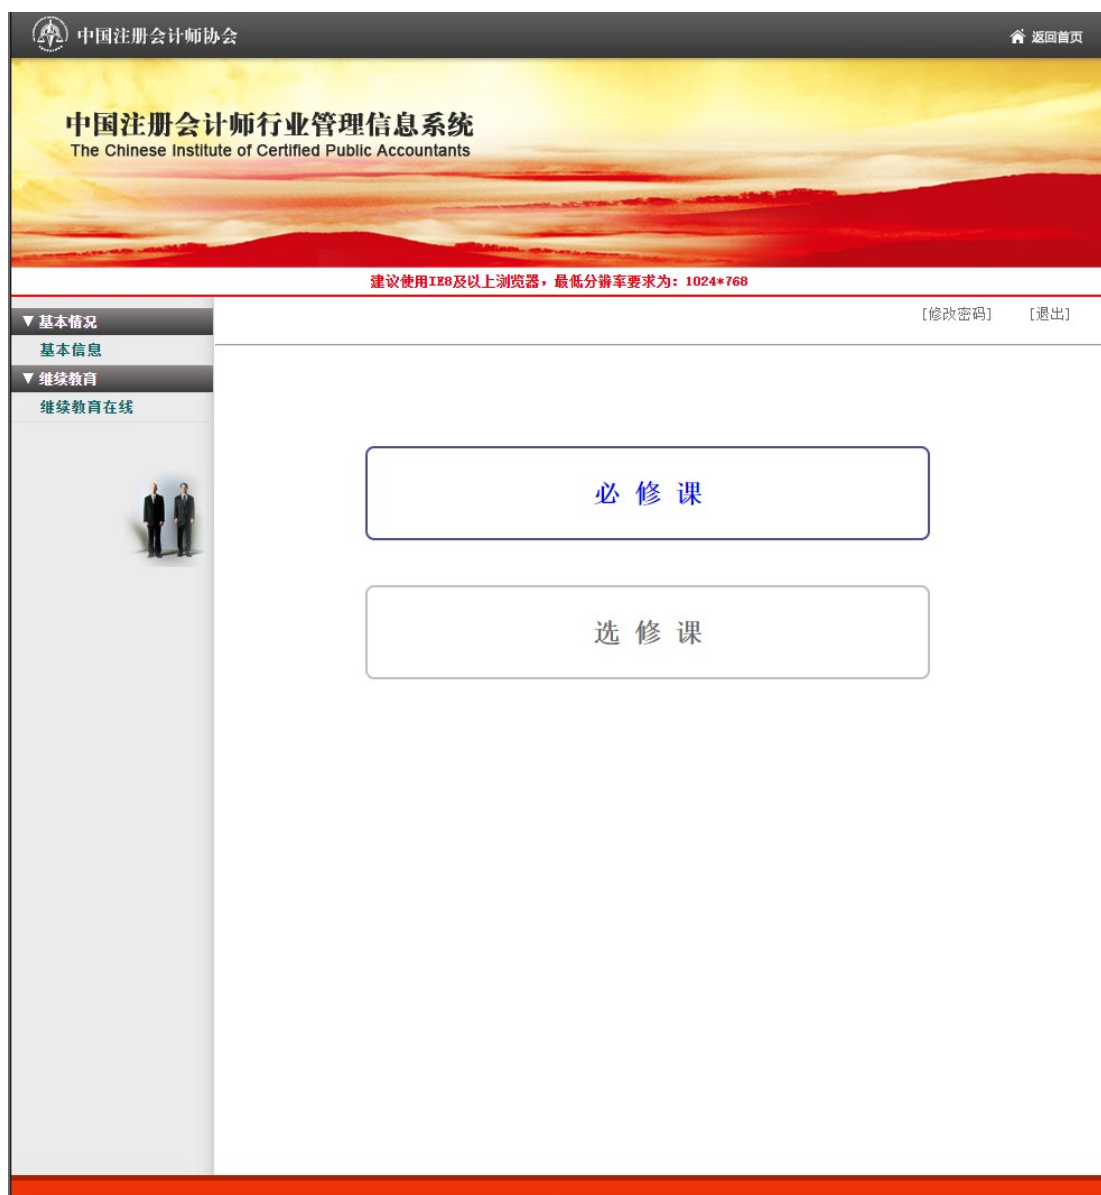 中国注册会计师协会
返回首页
中国注册会计师行业管理信息系统
The Chinese Institute of Certified Public Accountants
建议使用IE8及以上浏览器，最低分辨率要求为：1024*768
▼基本情况
[修改密码] [退出]
基本信息
▼继续教育
继续教育在线
必修课
选修课